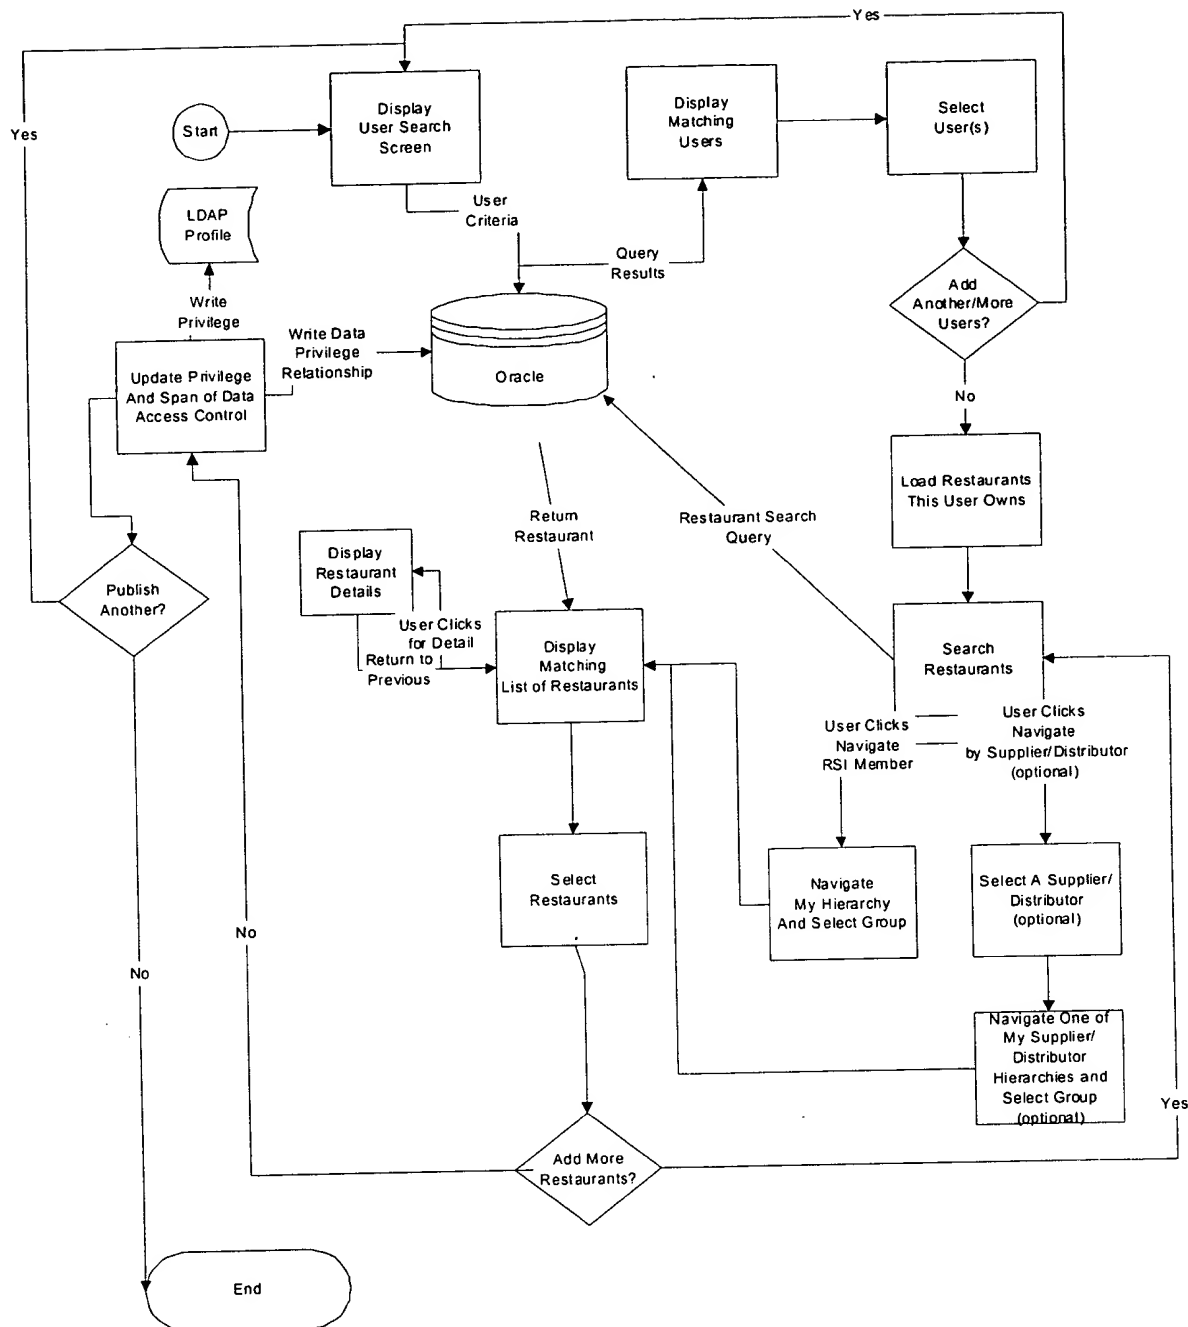 Yes
Yes
Start
Display
User Search
Screen
Display
Matching
Users
Select
User(s)
LDAP
Profile
User
Criteria
Query
Results
Add
Another/More
Users?
Write
Privilege
Write Data
Privilege
Relationship
Update Privilege
And Span of Data
Access Control
Oracle
No
Load Restaurants
This User Owns
Return
Restaurant
Restaurant Search
Query
Display
Restaurant
Details
Publish
Another?
User Clicks
for Detail
Return to
Previous
Display
Matching
List of Restaurants
Search
Restaurants
User Clicks
Navigate
RSI Member
User Clicks
Navigate
by Supplier/Distributor
(optional)
Select
Restaurants
Navigate
My Hierarchy
And Select Group
Select A Supplier/
Distributor
(optional)
No
No
Navigate One of
My Supplier/
Distributor
Hierarchies and
Select Group
(optional)
Yes
Add More
Restaurants?
End